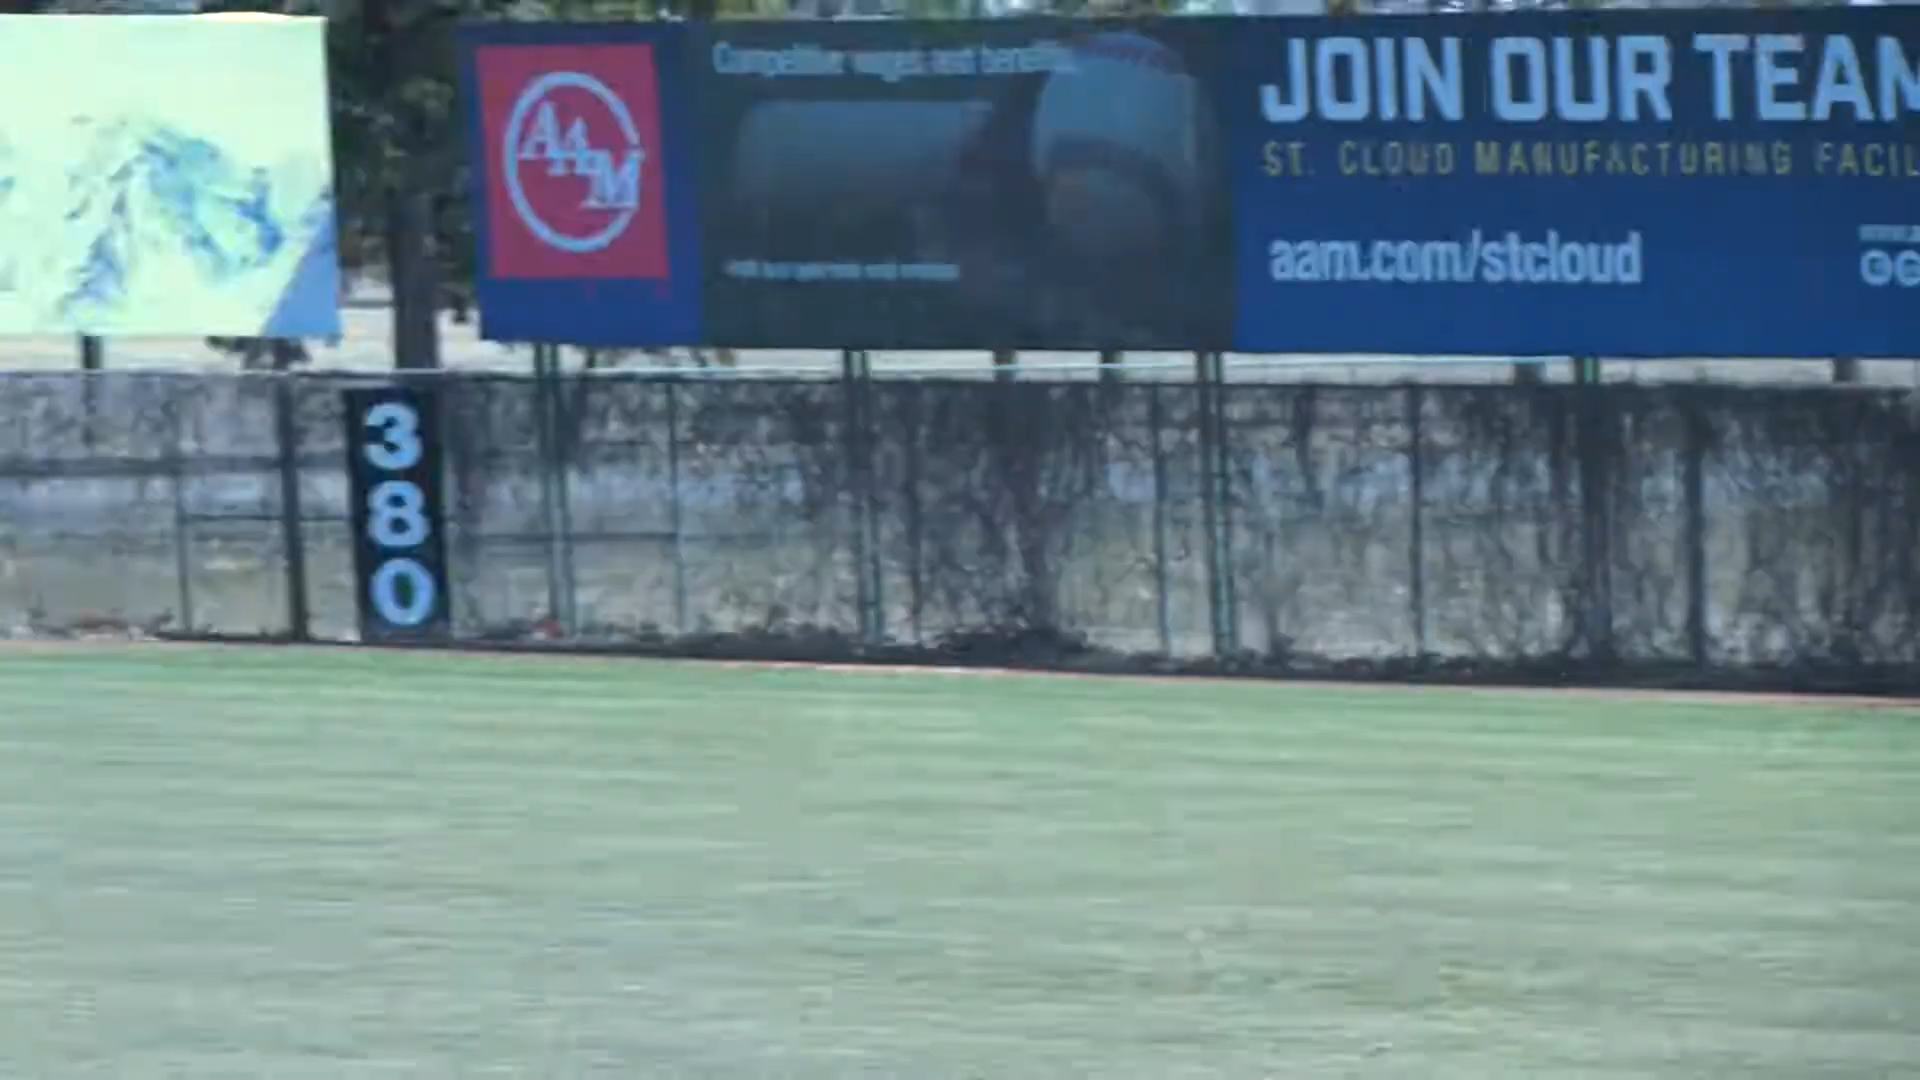 AAM
Competitive wages and benefits
JOIN OUR TEAM
ST. CLOUD MANUFACTURING FACIL
aam.com/stcloud
380